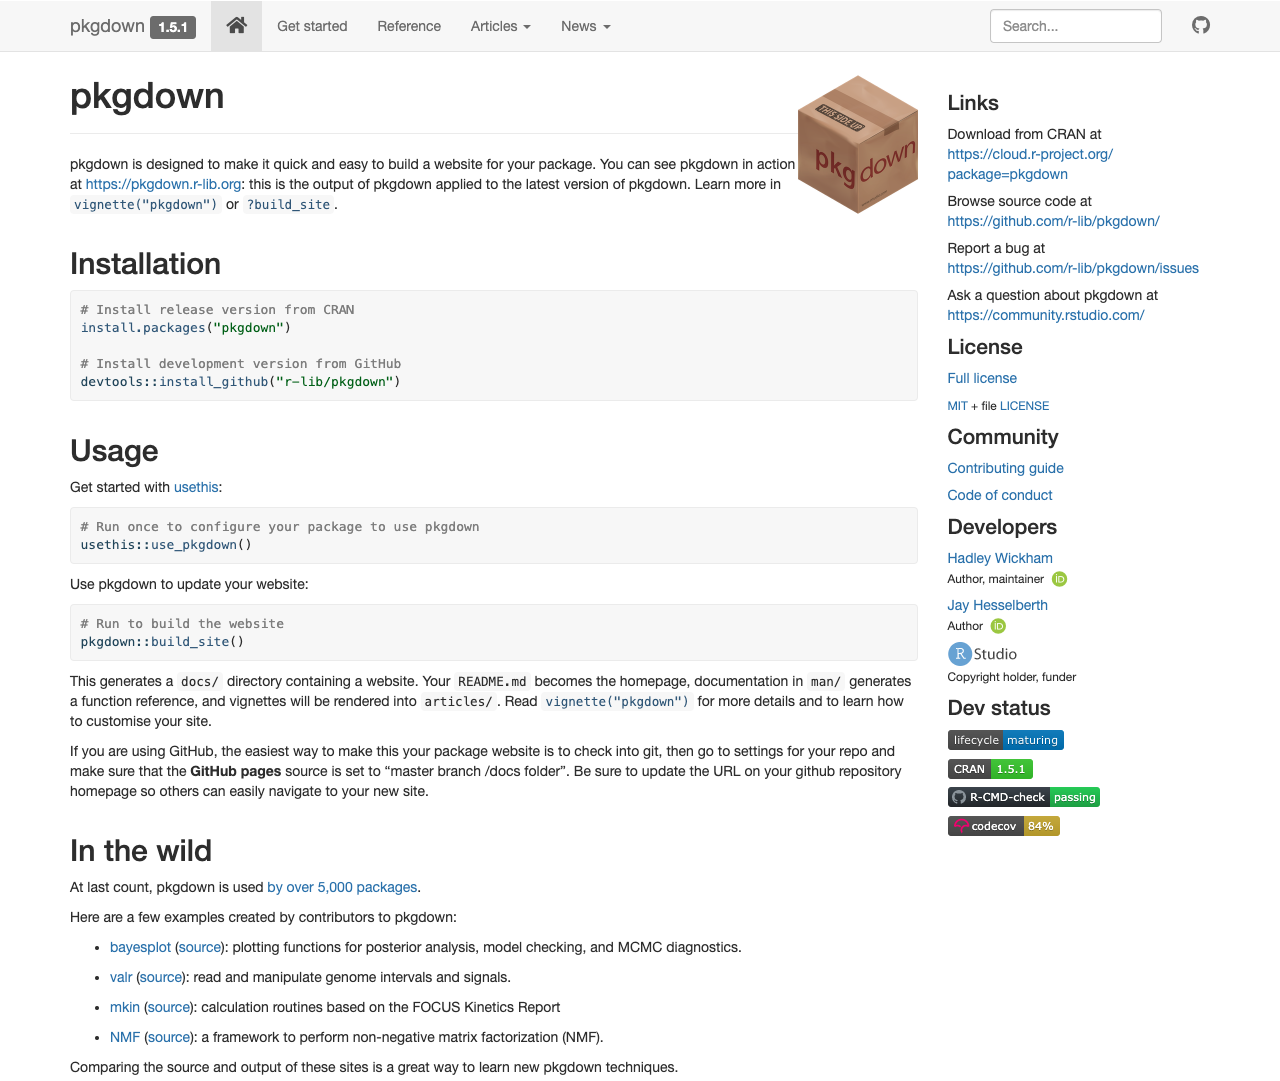 pkgdown 1.5.1 Get started Reference Articles News Search...
pkgdown
THIS SIDE UP
pkgdown
pkgdown is designed to make it quick and easy to build a website for your package. You can see pkgdown in action
at https://pkgdown.r-lib.org: this is the output of pkgdown applied to the latest version of pkgdown. Learn more in
vignette("pkgdown") or ?build_site.
Installation
# Install release version from CRAN
install.packages("pkgdown")
# Install development version from GitHub
devtools::install_github("r-lib/pkgdown")
Usage
Get started with usethis:
# Run once to configure your package to use pkgdown
usethis::use_pkgdown()
Use pkgdown to update your website:
# Run to build the website
pkgdown::build_site()
This generates a docs/ directory containing a website. Your README.md becomes the homepage, documentation in man/ generates
a function reference, and vignettes will be rendered into articles/. Read vignette("pkgdown") for more details and to learn how
to customise your site.
If you are using GitHub, the easiest way to make this your package website is to check into git, then go to settings for your repo and
make sure that the GitHub pages source is set to “master branch /docs folder”. Be sure to update the URL on your github repository
homepage so others can easily navigate to your new site.
In the wild
At last count, pkgdown is used by over 5,000 packages.
Here are a few examples created by contributors to pkgdown:
• bayesplot (source): plotting functions for posterior analysis, model checking, and MCMC diagnostics.
• valr (source): read and manipulate genome intervals and signals.
• mkin (source): calculation routines based on the FOCUS Kinetics Report
• NMF (source): a framework to perform non-negative matrix factorization (NMF).
Comparing the source and output of these sites is a great way to learn new pkgdown techniques.
Links
Download from CRAN at
https://cloud.r-project.org/
package=pkgdown
Browse source code at
https://github.com/r-lib/pkgdown/
Report a bug at
https://github.com/r-lib/pkgdown/issues
Ask a question about pkgdown at
https://community.rstudio.com/
License
Full license
MIT + file LICENSE
Community
Contributing guide
Code of conduct
Developers
Hadley Wickham
Author, maintainer iD
Jay Hesselberth
Author iD
R Studio
Copyright holder, funder
Dev status
lifecycle maturing
CRAN 1.5.1
R-CMD-check passing
codecov 84%